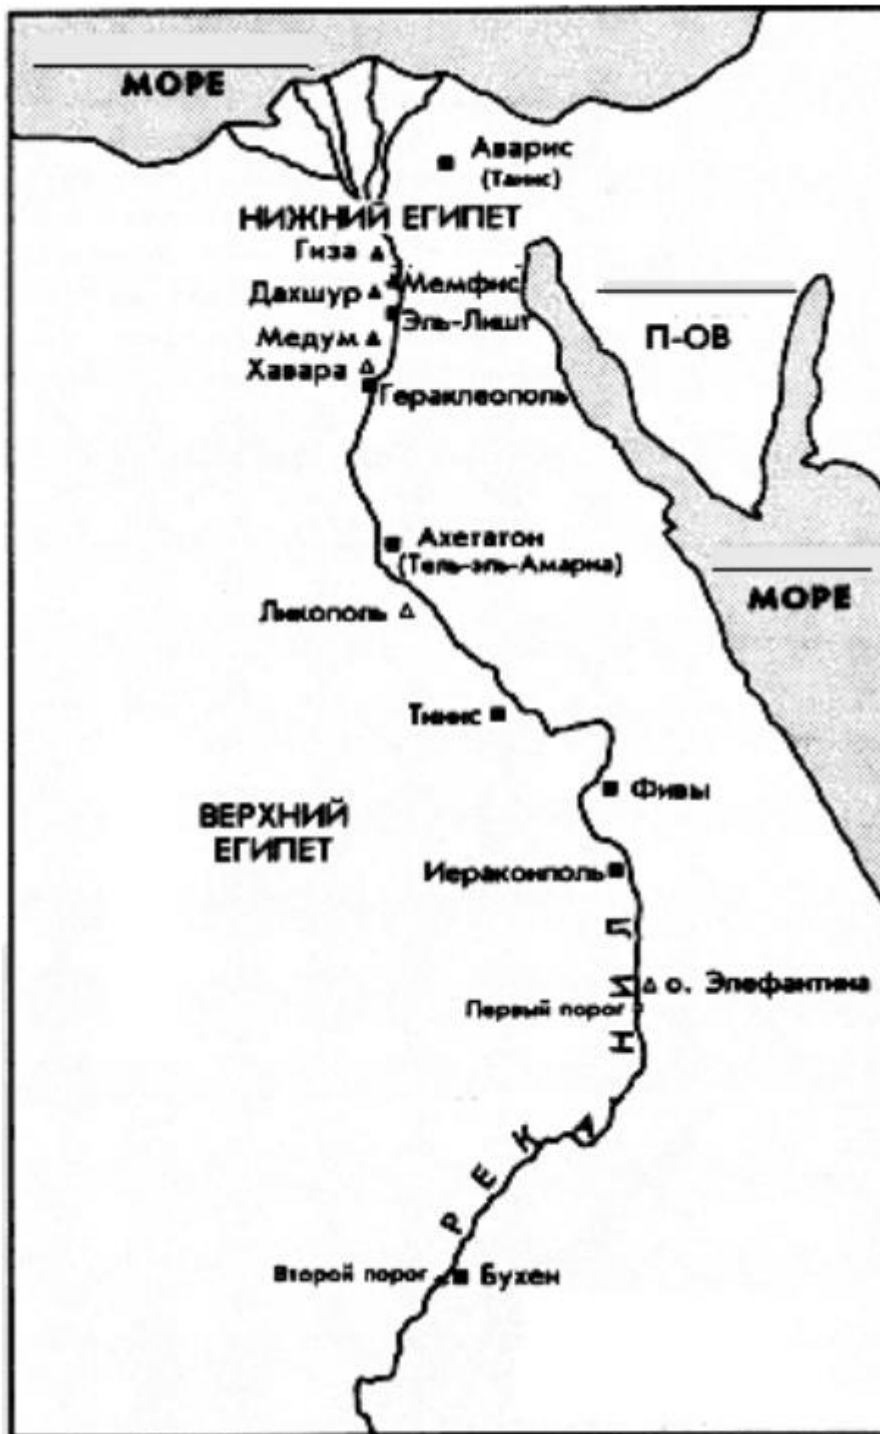 МОРЕ
Аварис
(Танис)
НИЖНИЙ ЕГИПЕТ
Гиза
Мемфис
Дахшур
Эль-Лишт
П-ОВ
Медум
Хавара
Гераклеополь
Ахетатон
(Тель-эль-Амарна)
МОРЕ
Ликополь
Тинис
Фивы
ВЕРХНИЙ
ЕГИПЕТ
Иераконполь
о. Элефантина
Первый порог
РЕКА НИЛ
Второй порог
Бухен